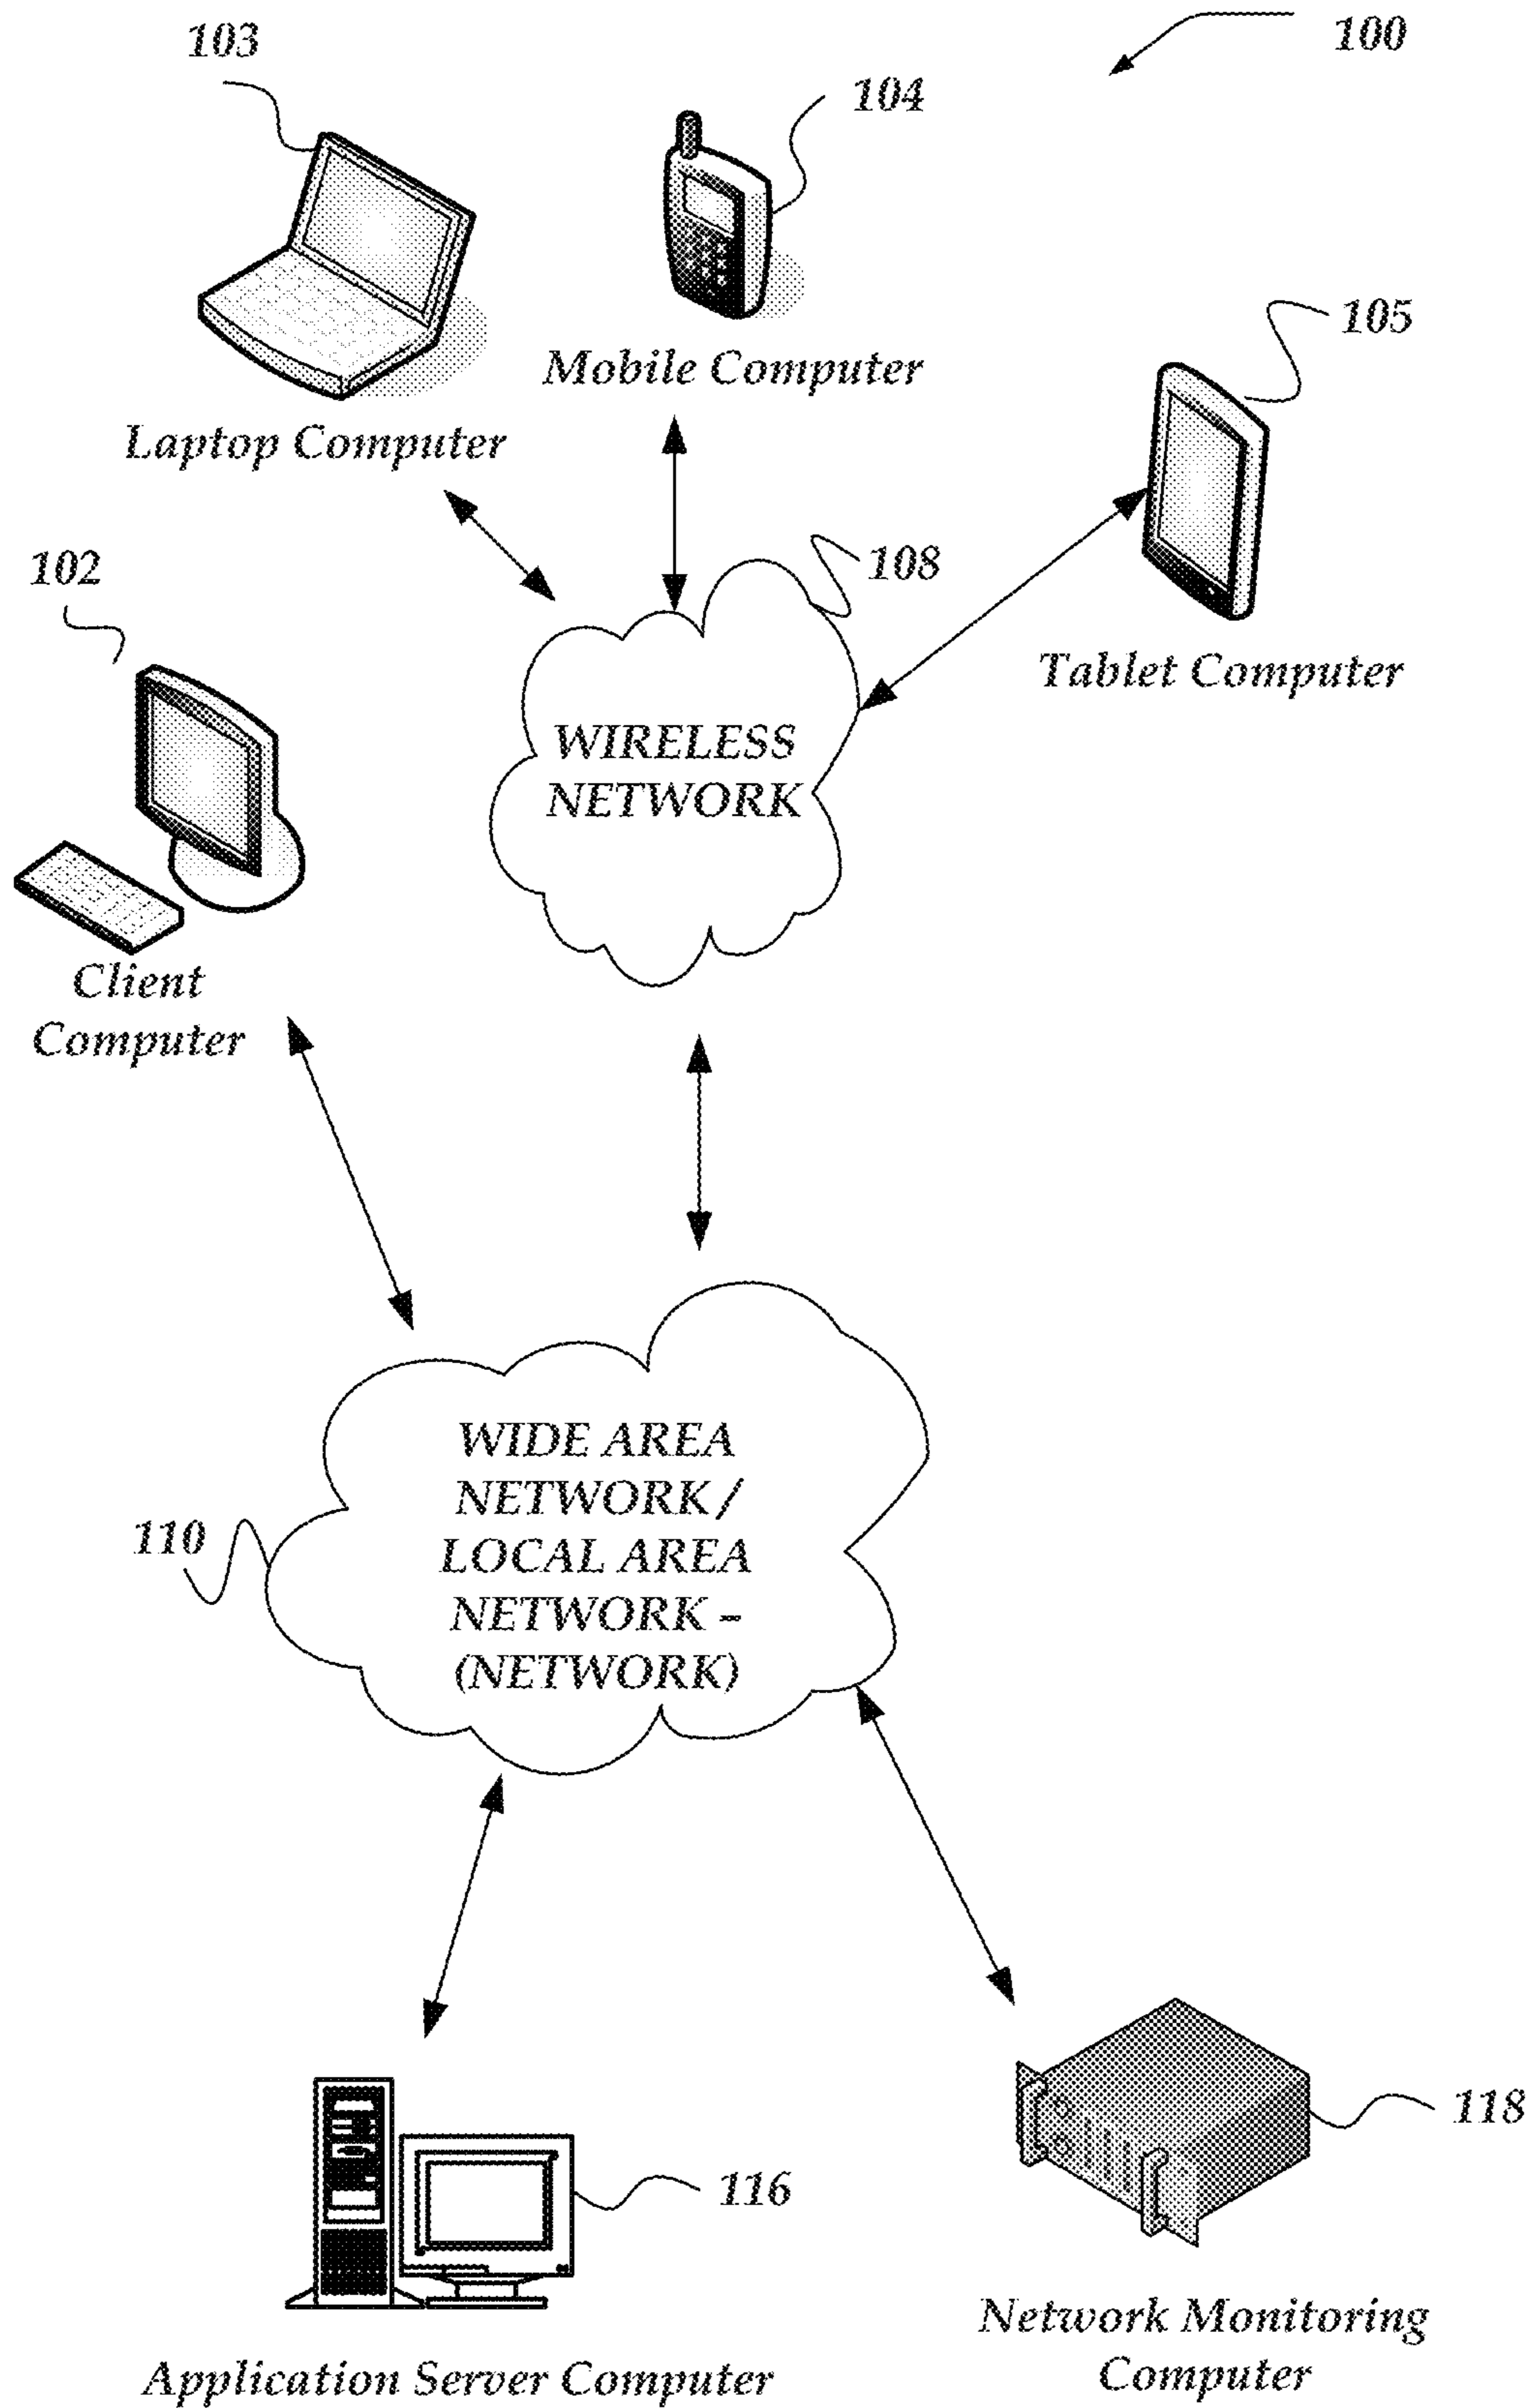 100
103
104
Mobile Computer
105
Laptop Computer
102
108
Tablet Computer
WIRELESS
NETWORK
Client
Computer
WIDE AREA
NETWORK /
LOCAL AREA
NETWORK –
(NETWORK)
110
118
116
Network Monitoring
Computer
Application Server Computer